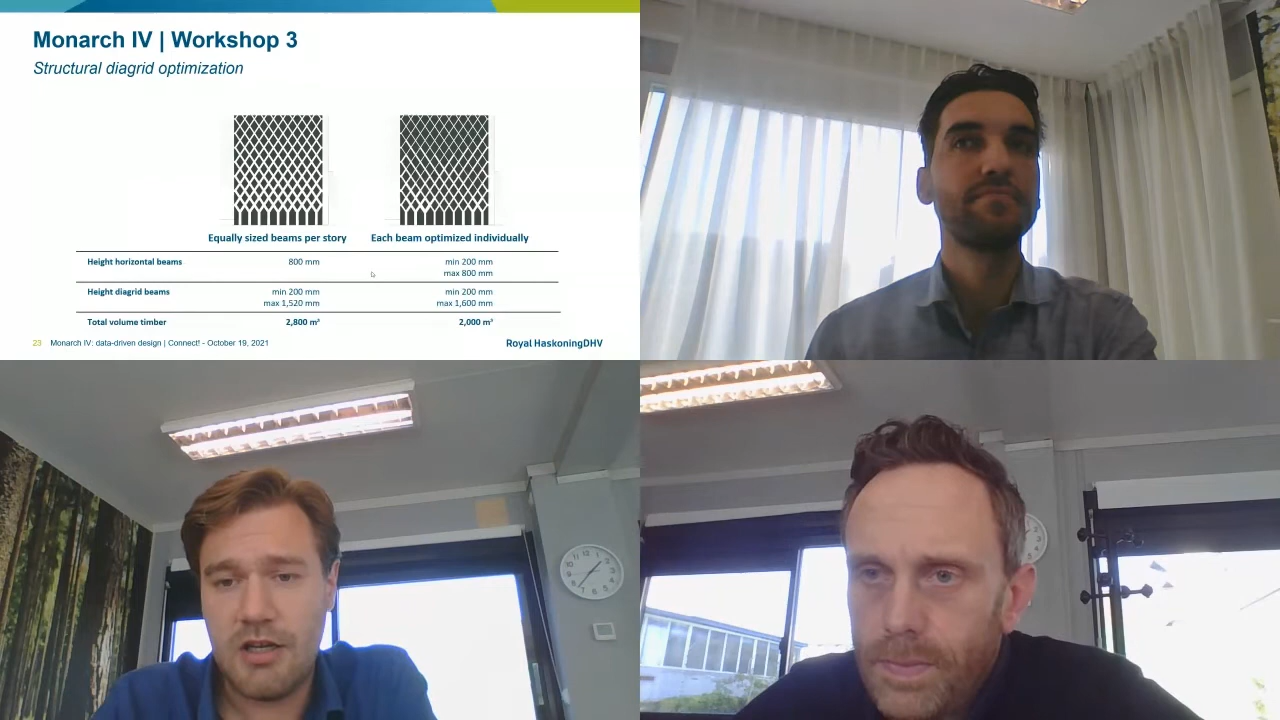 Monarch IV | Workshop 3
Structural diagrid optimization
Equally sized beams per story Each beam optimized individually
Height horizontal beams 800 mm min 200 mm
max 800 mm
Height diagrid beams min 200 mm min 200 mm
max 1,520 mm max 1,600 mm
Total volume timber 2,800 m³ 2,000 m³
23 Monarch IV: data-driven design | Connect! - October 19, 2021 Royal HaskoningDHV